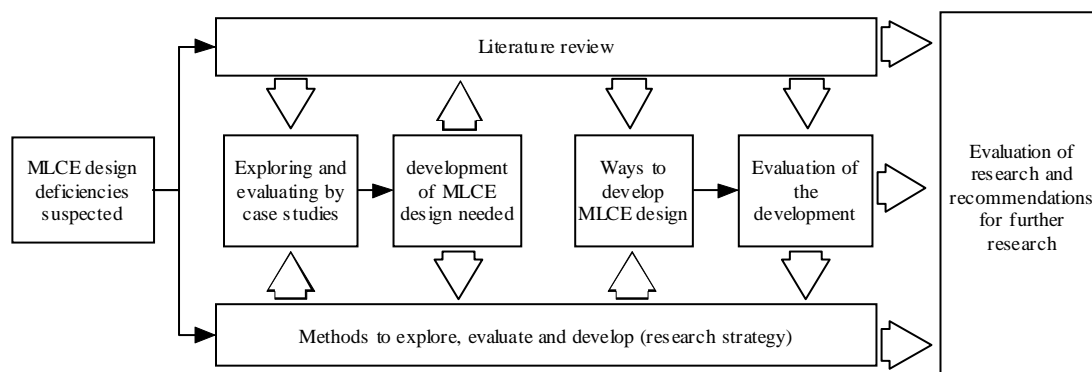 Literature review
MLCE design
deficiencies
suspected
Exploring and
evaluating by
case studies
development
of MLCE
design needed
Ways to
develop
MLCE design
Evaluation of
the
development
Evaluation of
research and
recommendations
for further
research
Methods to explore, evaluate and develop (research strategy)